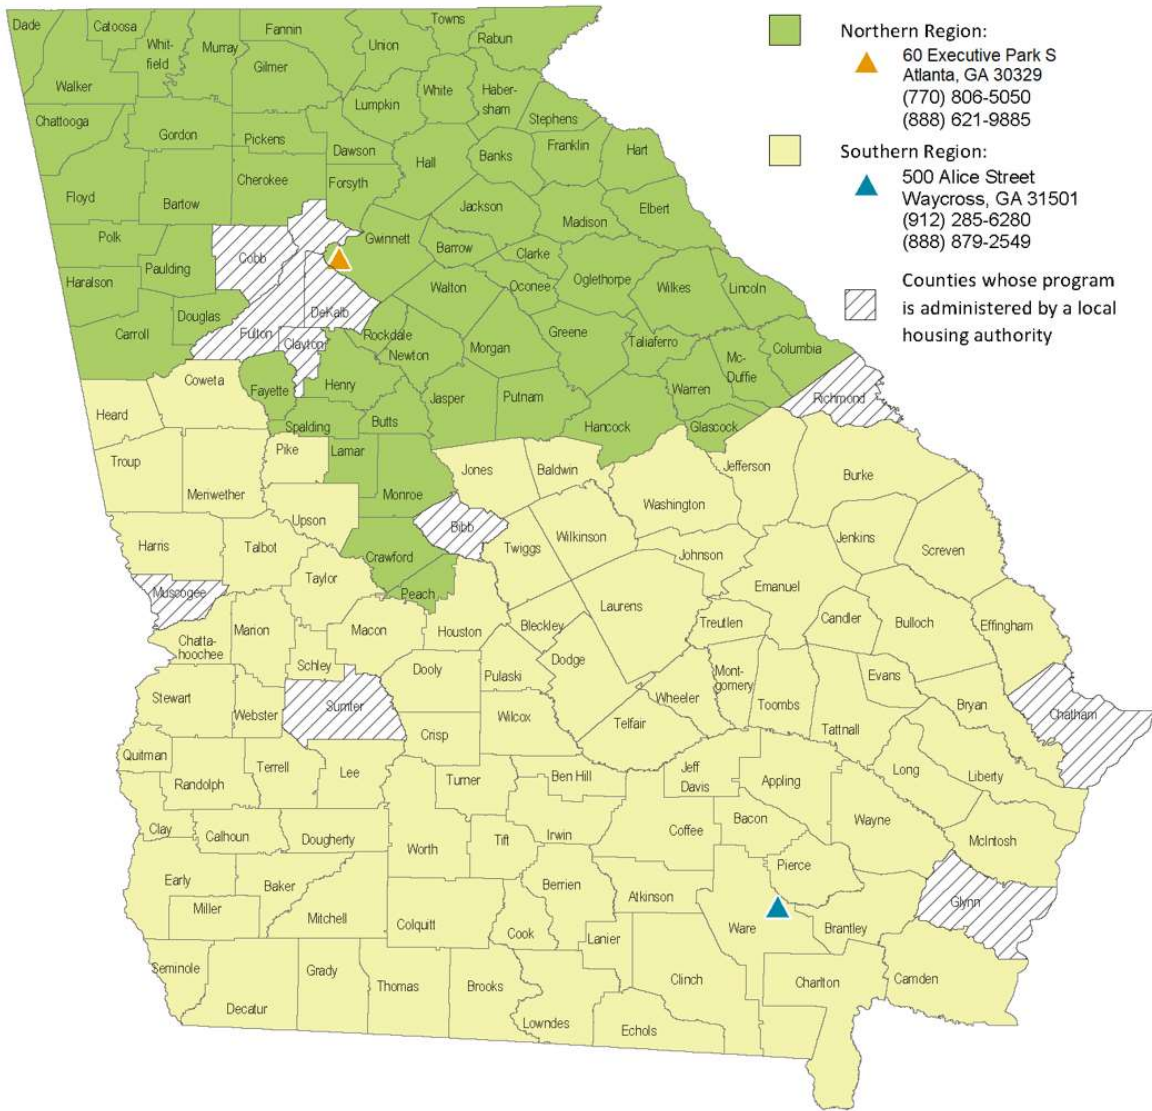 Northern Region:
60 Executive Park S
Atlanta, GA 30329
(770) 806-5050
(888) 621-9885
Southern Region:
500 Alice Street
Waycross, GA 31501
(912) 285-6280
(888) 879-2549
Counties whose program
is administered by a local
housing authority
Dade
Catoosa
Whit-
field
Murray
Fannin
Union
Towns
Rabun
Walker
Gilmer
Chattooga
Gordon
Pickens
Lumpkin
White
Haber-
sham
Stephens
Dawson
Hall
Banks
Franklin
Hart
Floyd
Bartow
Cherokee
Forsyth
Jackson
Madison
Elbert
Polk
Paulding
Haralson
Cobb
Gwinnett
Barrow
Clarke
Oconee
Oglethorpe
Wilkes
Lincoln
Douglas
Carroll
Fulton
DeKalb
Clayton
Rockdale
Newton
Walton
Morgan
Greene
Taliaferro
Mc-
Duffie
Columbia
Warren
Richmond
Coweta
Fayette
Henry
Heard
Spalding
Butts
Jasper
Putnam
Hancock
Glascock
Troup
Meriwether
Pike
Lamar
Monroe
Jones
Baldwin
Washington
Jefferson
Burke
Upson
Bibb
Wilkinson
Harris
Talbot
Crawford
Twiggs
Johnson
Jenkins
Screven
Muscogee
Taylor
Peach
Laurens
Emanuel
Chatta-
hoochee
Marion
Schley
Macon
Houston
Bleckley
Treutlen
Candler
Bulloch
Effingham
Stewart
Webster
Sumter
Dooly
Pulaski
Dodge
Wheeler
Mont-
gomery
Toombs
Evans
Bryan
Chatham
Crisp
Wilcox
Telfair
Tattnall
Quitman
Randolph
Terrell
Lee
Turner
Ben Hill
Jeff
Davis
Appling
Long
Liberty
Clay
Calhoun
Dougherty
Worth
Tift
Irwin
Coffee
Bacon
Wayne
McIntosh
Early
Miller
Baker
Mitchell
Colquitt
Cook
Berrien
Atkinson
Pierce
Glynn
Lanier
Ware
Brantley
Seminole
Decatur
Grady
Thomas
Brooks
Lowndes
Echols
Clinch
Charlton
Camden